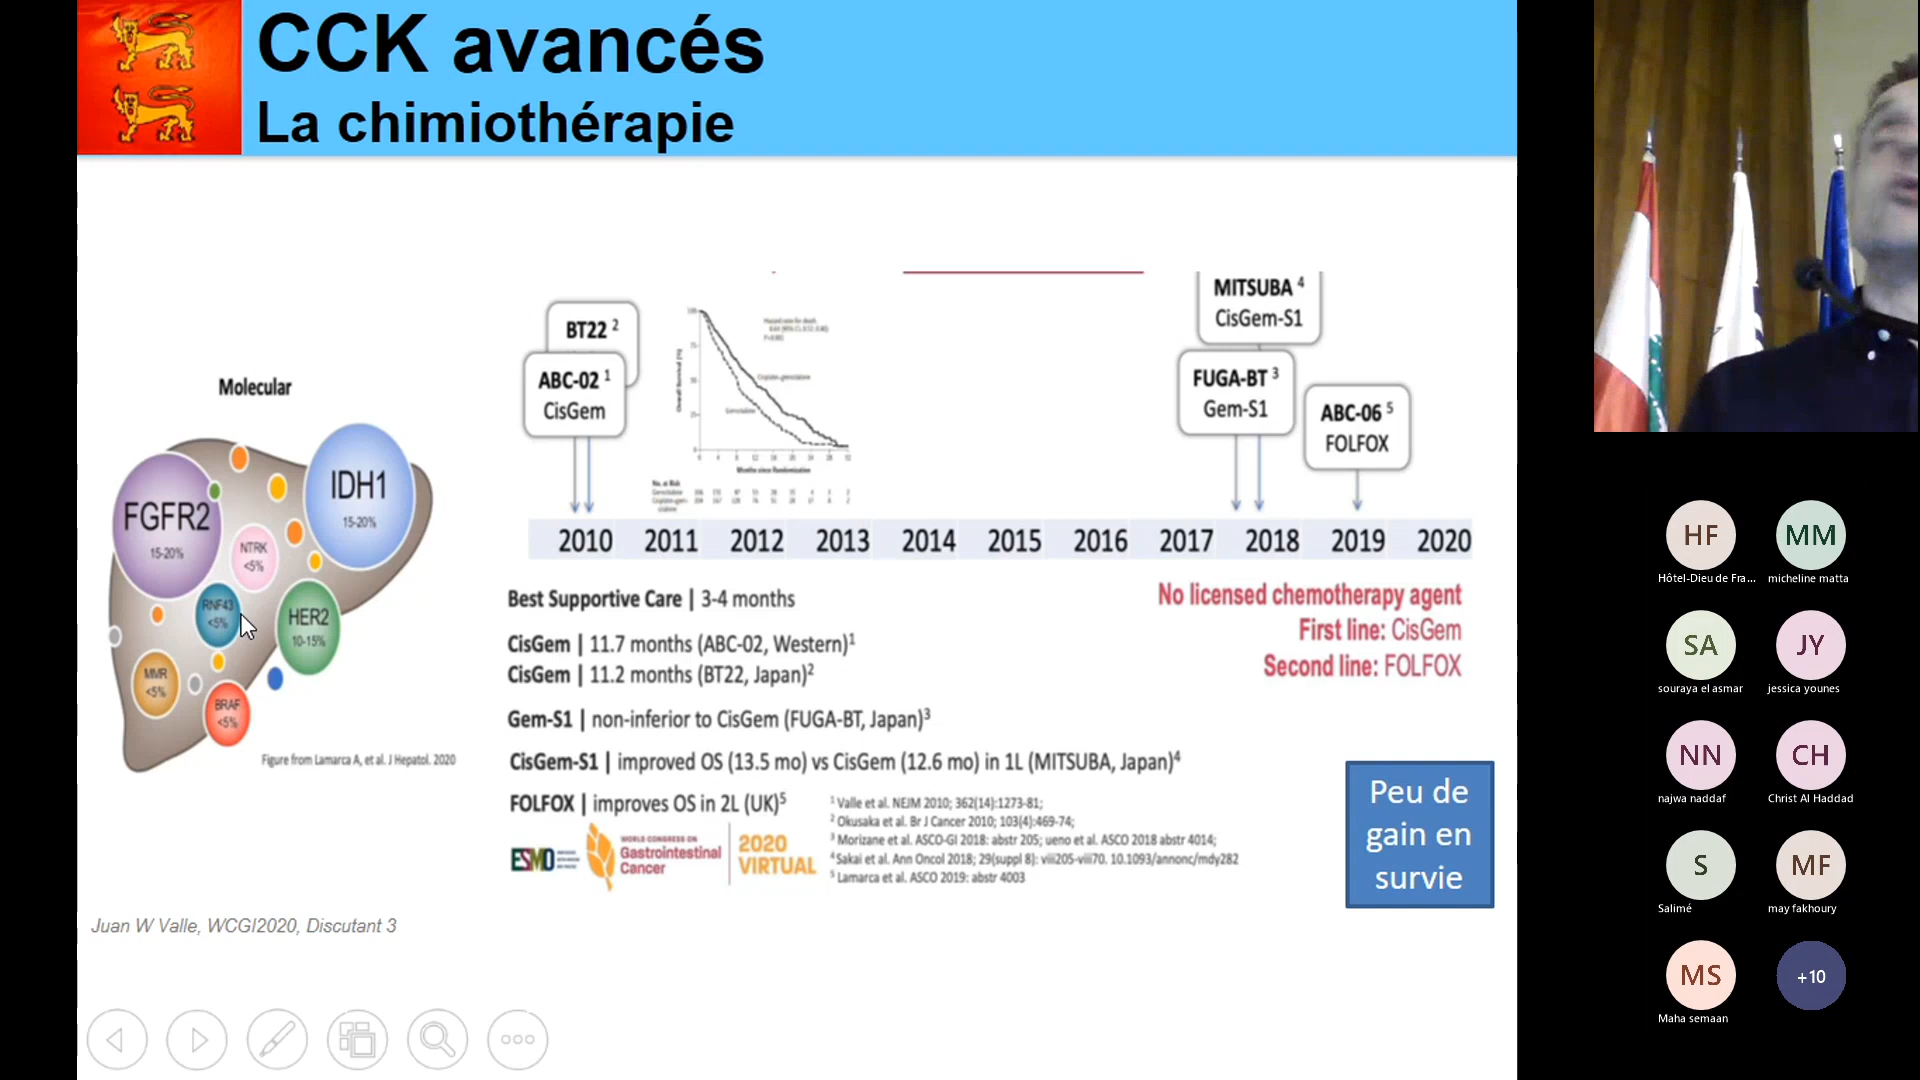 CCK avancés
La chimiothérapie
Molecular
FGFR2
15-20%
IDH1
15-20%
NTRK
<5%
RNF43
<5%
HER2
10-15%
MMR
<5%
BRAF
<5%
Figure from Lamarca A, et al. J Hepatol. 2020
BT22 2
ABC-02 1
CisGem
Months since Randomization
MITSUBA 4
CisGem-S1
FUGA-BT 3
Gem-S1
ABC-06 5
FOLFOX
2010 2011 2012 2013 2014 2015 2016 2017 2018 2019 2020
Best Supportive Care | 3-4 months
CisGem | 11.7 months (ABC-02, Western)1
CisGem | 11.2 months (BT22, Japan)2
Gem-S1 | non-inferior to CisGem (FUGA-BT, Japan)3
CisGem-S1 | improved OS (13.5 mo) vs CisGem (12.6 mo) in 1L (MITSUBA, Japan)4
FOLFOX | improves OS in 2L (UK)5
No licensed chemotherapy agent
First line: CisGem
Second line: FOLFOX
1 Valle et al. NEJM 2010; 362(14):1273-81;
2 Okusaka et al. Br J Cancer 2010; 103(4):469-74;
3 Morizane et al. ASCO-GI 2018: abstr 205; ueno et al. ASCO 2018 abstr 4014;
4 Sakai et al. Ann Oncol 2018; 29(suppl 8): viii205-viii70. 10.1093/annonc/mdy282
5 Lamarca et al. ASCO 2019: abstr 4003
ESMO
WORLD CONGRESS ON
Gastrointestinal
Cancer
2020
VIRTUAL
Peu de
gain en
survie
Juan W Valle, WCGI2020, Discutant 3
HF
Hôtel-Dieu de Fra...
MM
micheline matta
SA
souraya el asmar
JY
jessica younes
NN
najwa naddaf
CH
Christ Al Haddad
S
Salimé
MF
may fakhoury
MS
Maha semaan
+10